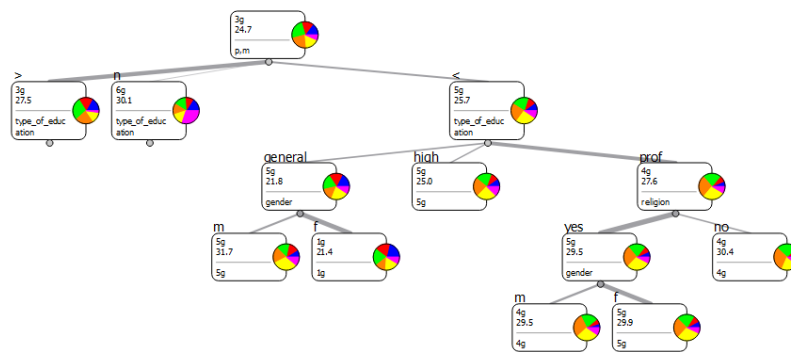 3g
24.7
p,m
>
n
<
3g
27.5
type_of_educ
ation
6g
30.1
type_of_educ
ation
5g
25.7
type_of_educ
ation
general
high
prof
5g
21.8
gender
5g
25.0
5g
4g
27.6
religion
m
f
yes
no
5g
31.7
5g
1g
21.4
1g
5g
29.5
gender
4g
30.4
4g
m
f
4g
29.5
4g
5g
29.9
5g